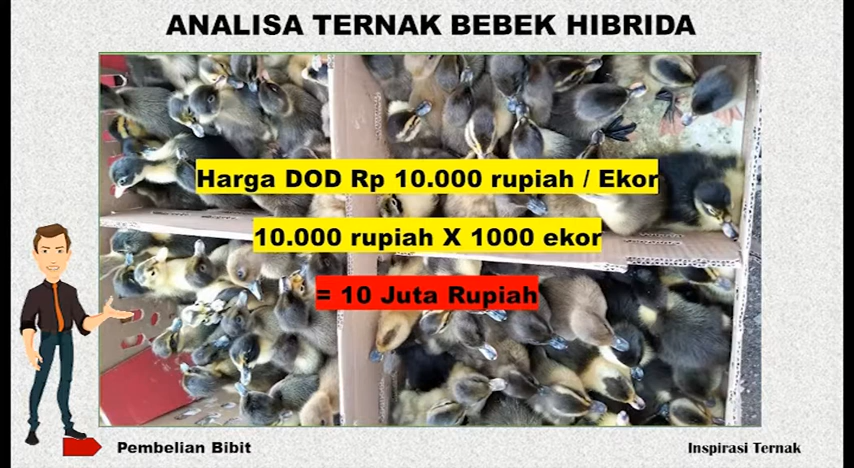 ANALISA TERNAK BEBEK HIBRIDA
Harga DOD Rp 10.000 rupiah / Ekor
10.000 rupiah X 1000 ekor
= 10 Juta Rupiah
Pembelian Bibit
Inspirasi Ternak